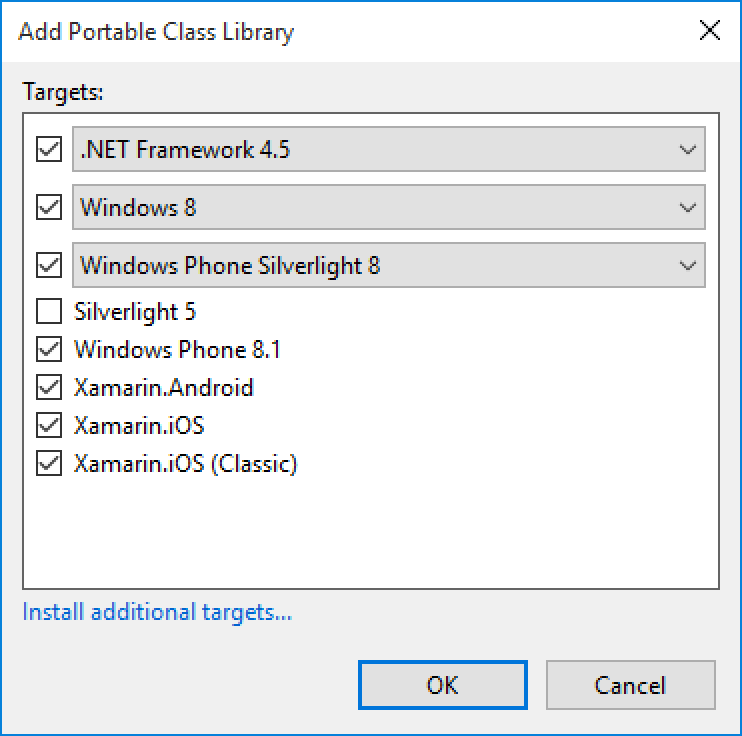 Add Portable Class Library
Targets:
.NET Framework 4.5
Windows 8
Windows Phone Silverlight 8
Silverlight 5
Windows Phone 8.1
Xamarin.Android
Xamarin.iOS
Xamarin.iOS (Classic)
Install additional targets...
OK
Cancel